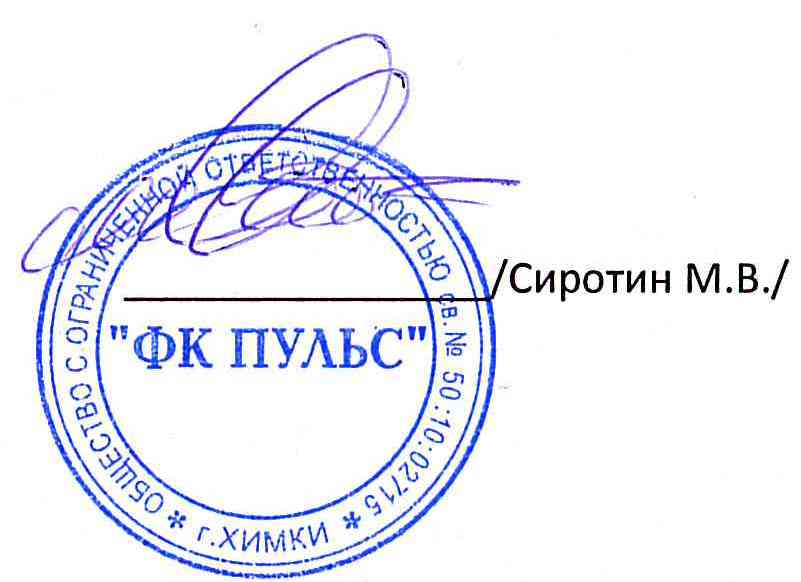 ОБЩЕСТВО С ОГРАНИЧЕННОЙ ОТВЕТСТВЕННОСТЬЮ св. № 50:10:02715
* г. ХИМКИ *
"ФК ПУЛЬС"
/Сиротин М.В./